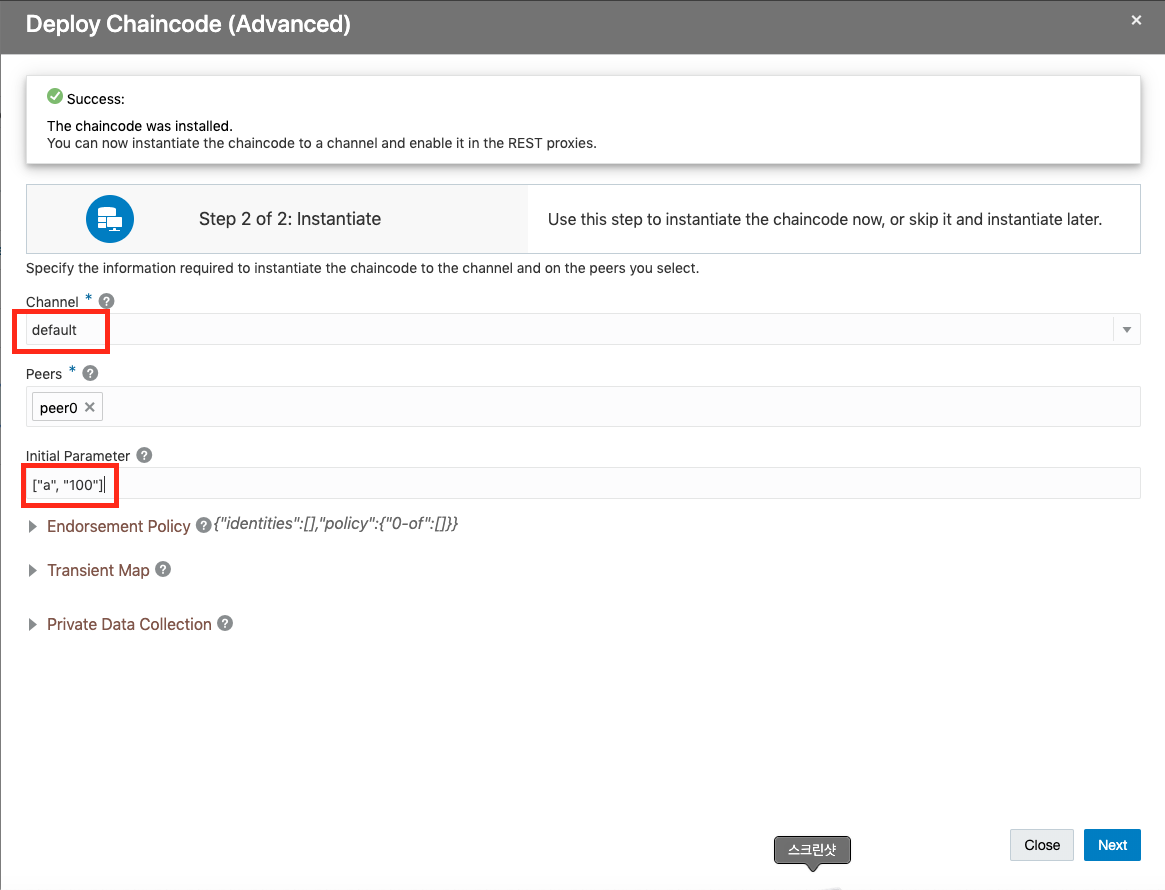 Deploy Chaincode (Advanced)
Success:
The chaincode was installed.
You can now instantiate the chaincode to a channel and enable it in the REST proxies.
Step 2 of 2: Instantiate
Use this step to instantiate the chaincode now, or skip it and instantiate later.
Specify the information required to instantiate the chaincode to the channel and on the peers you select.
Channel *
default
Peers *
peer0
Initial Parameter
["a", "100"]
Endorsement Policy {"identities":[],"policy":{"0-of":[]}}
Transient Map
Private Data Collection
스크린샷
Close
Next